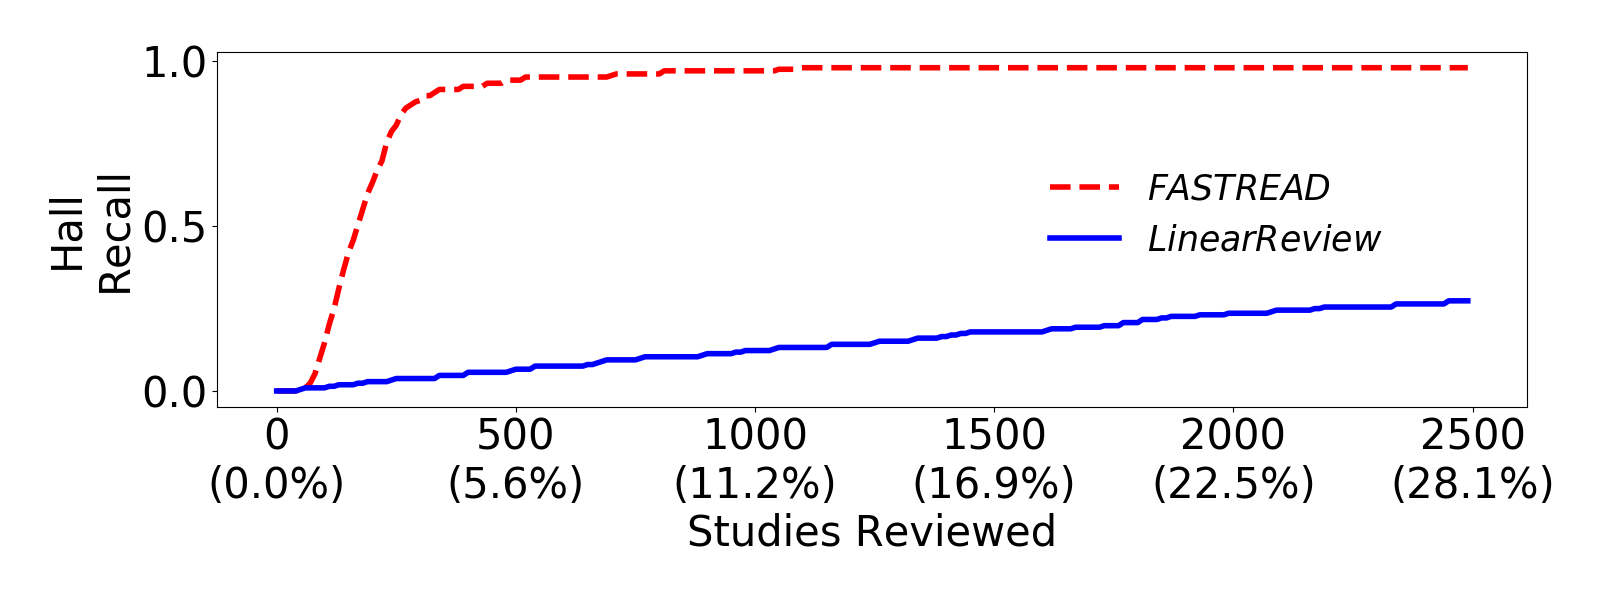 Hall
Recall
1.0
0.5
0.0
FASTREAD
LinearReview
0 500 1000 1500 2000 2500
(0.0%) (5.6%) (11.2%) (16.9%) (22.5%) (28.1%)
Studies Reviewed